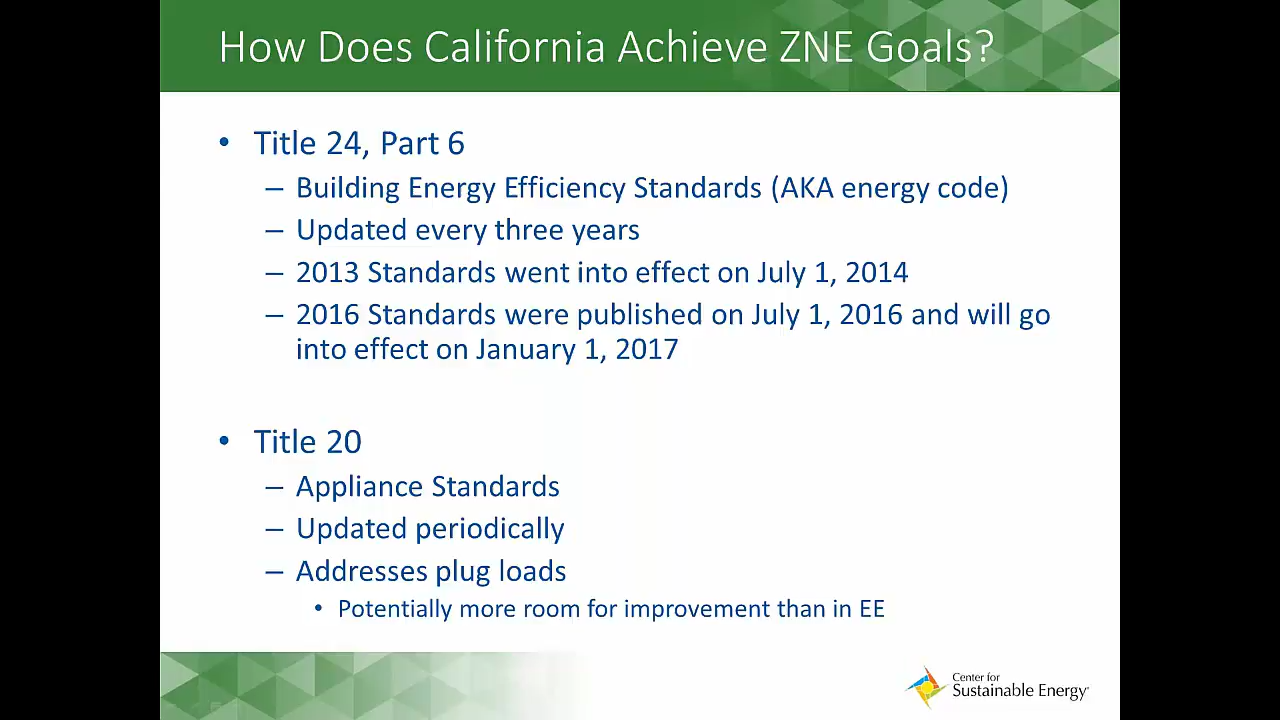 How Does California Achieve ZNE Goals?
• Title 24, Part 6
– Building Energy Efficiency Standards (AKA energy code)
– Updated every three years
– 2013 Standards went into effect on July 1, 2014
– 2016 Standards were published on July 1, 2016 and will go
into effect on January 1, 2017
• Title 20
– Appliance Standards
– Updated periodically
– Addresses plug loads
• Potentially more room for improvement than in EE
Center for
Sustainable Energy